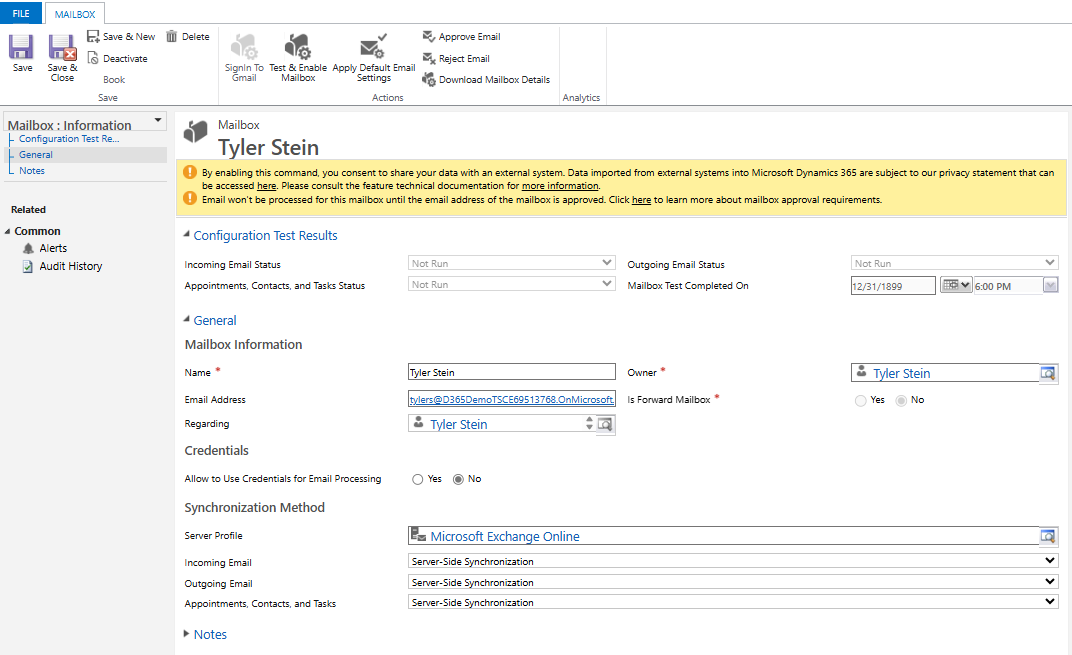 FILE
MAILBOX
Save
Save & Close
Save & New
Deactivate
Book
Delete
Save
SignIn To Gmail
Test & Enable Mailbox
Apply Default Email Settings
Approve Email
Reject Email
Download Mailbox Details
Actions
Analytics
Mailbox : Information
Configuration Test Re...
General
Notes
Related
Common
Alerts
Audit History
Mailbox
Tyler Stein
By enabling this command, you consent to share your data with an external system. Data imported from external systems into Microsoft Dynamics 365 are subject to our privacy statement that can
be accessed here. Please consult the feature technical documentation for more information.
Email won't be processed for this mailbox until the email address of the mailbox is approved. Click here to learn more about mailbox approval requirements.
Configuration Test Results
Incoming Email Status Not Run Outgoing Email Status Not Run
Appointments, Contacts, and Tasks Status Not Run Mailbox Test Completed On 12/31/1899 6:00 PM
General
Mailbox Information
Name * Tyler Stein Owner * Tyler Stein
Email Address tylers@D365DemoTSCE69513768.OnMicrosoft. Is Forward Mailbox * Yes No
Regarding Tyler Stein
Credentials
Allow to Use Credentials for Email Processing Yes No
Synchronization Method
Server Profile Microsoft Exchange Online
Incoming Email Server-Side Synchronization
Outgoing Email Server-Side Synchronization
Appointments, Contacts, and Tasks Server-Side Synchronization
Notes